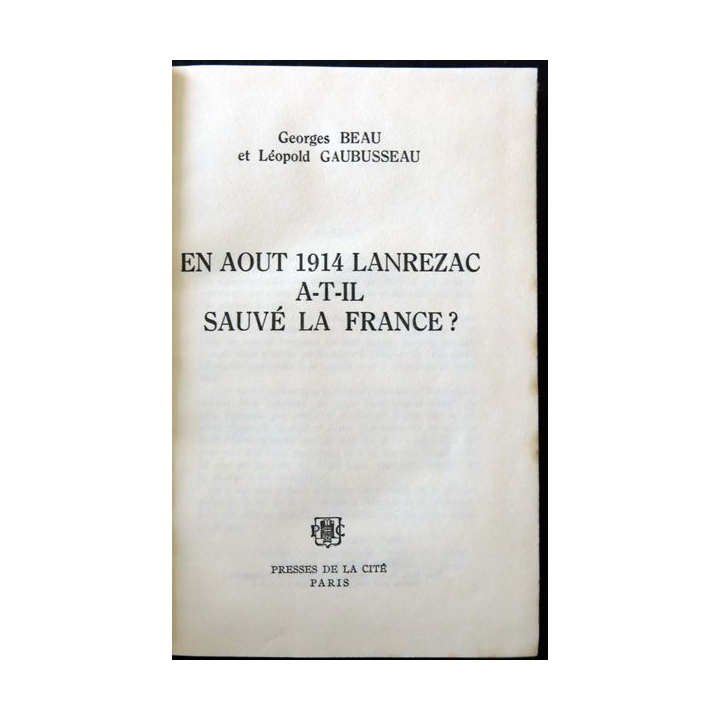 Georges BEAU
et Léopold GAUBUSSEAU
EN AOUT 1914 LANREZAC
A-T-IL
SAUVÉ LA FRANCE ?
P C
PRESSES DE LA CITÉ
PARIS